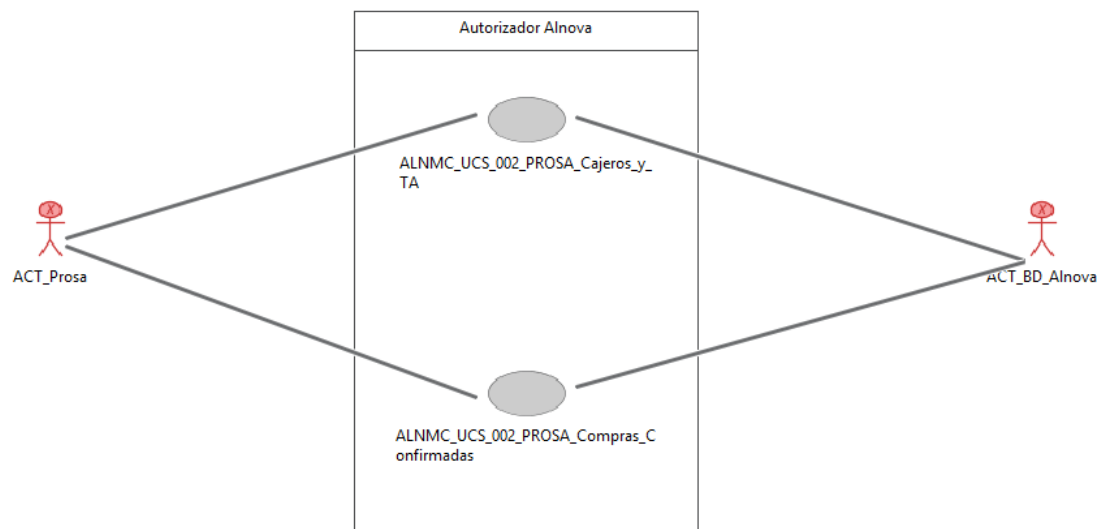 Autorizador Alnova
ALNMC_UCS_002_PROSA_Cajeros_y_
TA
ACT_Prosa
ACT_BD_Alnova
ALNMC_UCS_002_PROSA_Compras_C
onfirmadas